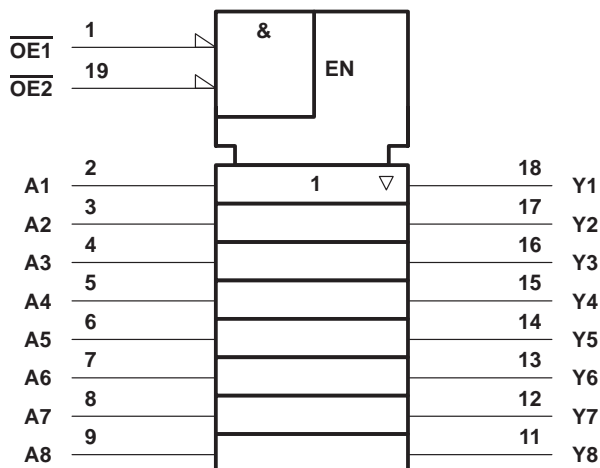 1 &
OE1
19
OE2 EN
2 18
A1 1 ▽ Y1
3 17
A2 Y2
4 16
A3 Y3
5 15
A4 Y4
6 14
A5 Y5
7 13
A6 Y6
8 12
A7 Y7
9 11
A8 Y8